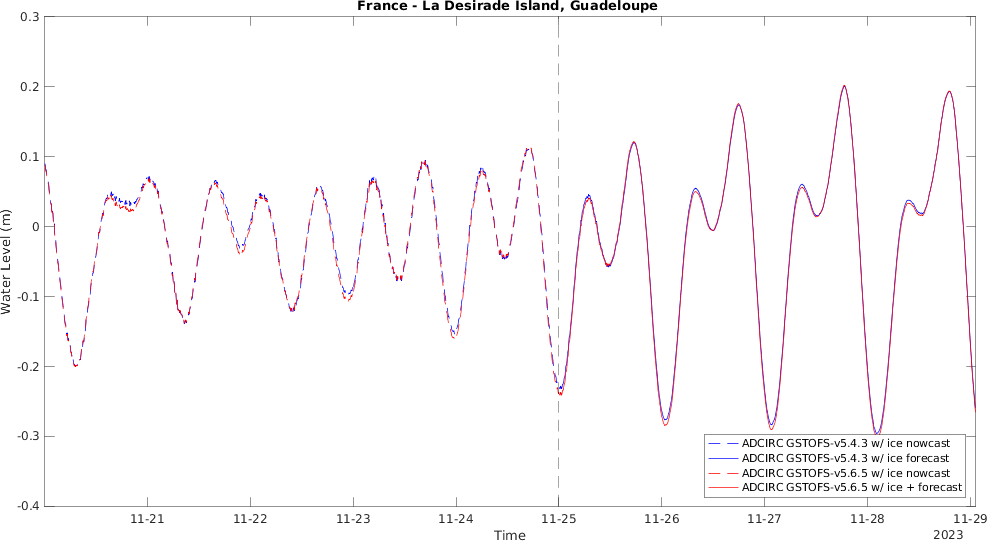 France - La Desirade Island, Guadeloupe
0.3
0.2
0.1
0
-0.1
-0.2
-0.3
-0.4
Water Level (m)
11-21 11-22 11-23 11-24 11-25 11-26 11-27 11-28 11-29
Time
2023
ADCIRC GSTOFS-v5.4.3 w/ ice nowcast
ADCIRC GSTOFS-v5.4.3 w/ ice forecast
ADCIRC GSTOFS-v5.6.5 w/ ice nowcast
ADCIRC GSTOFS-v5.6.5 w/ ice + forecast